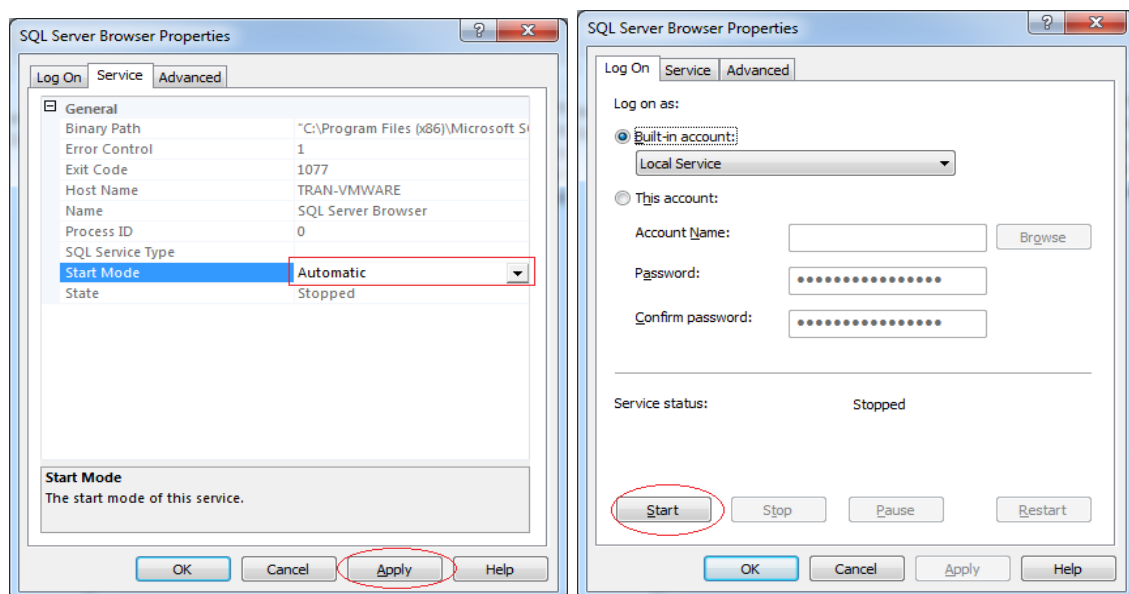 SQL Server Browser Properties
Log On Service Advanced
General
Binary Path "C:\Program Files (x86)\Microsoft
Error Control 1
Exit Code 1077
Host Name TRAN-VMWARE
Name SQL Server Browser
Process ID 0
SQL Service Type
Start Mode Automatic
State Stopped
Start Mode
The start mode of this service.
OK Cancel Apply Help
SQL Server Browser Properties
Log On Service Advanced
Log on as:
Built-in account:
Local Service
This account:
Account Name: Browse
Password:
Confirm password:
Service status: Stopped
Start Stop Pause Restart
OK Cancel Apply Help